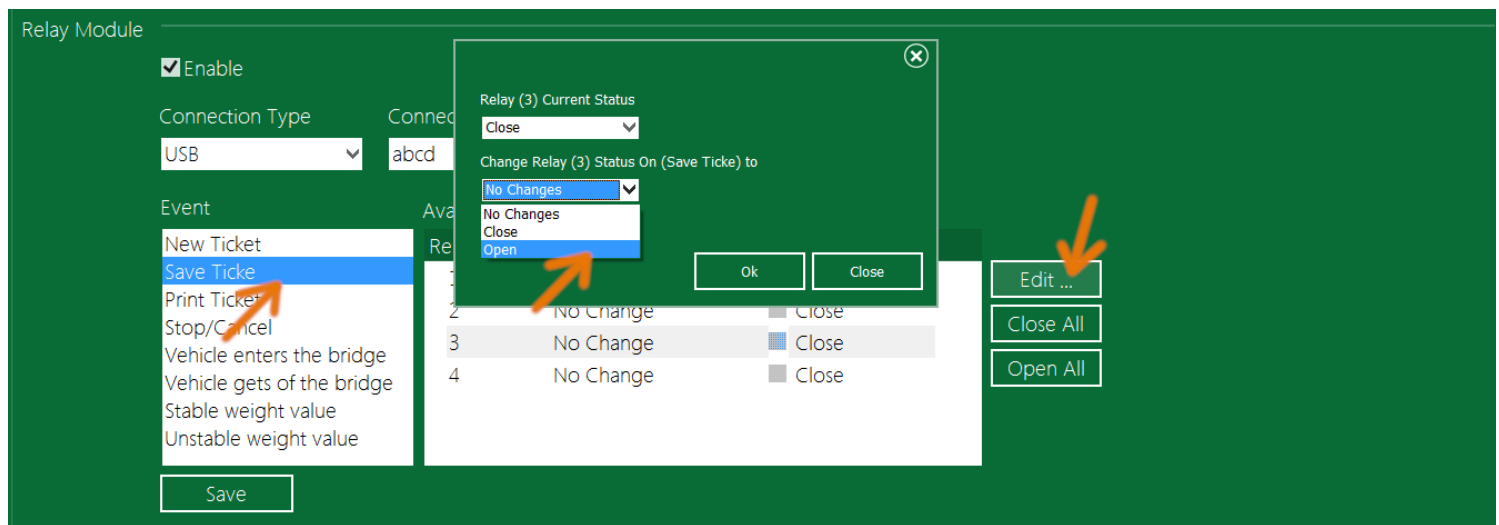 Relay Module
Enable
Connection Type
Connec
USB
abcd
Event
Ava
New Ticket
Save Ticke
Print Ticket
Stop/Cancel
Vehicle enters the bridge
Vehicle gets of the bridge
Stable weight value
Unstable weight value
Save
Relay (3) Current Status
Close
Change Relay (3) Status On (Save Ticke) to
No Changes
No Changes
Close
Open
Ok
Close
Re
2 No Change Close
3 No Change Close
4 No Change Close
Edit ...
Close All
Open All